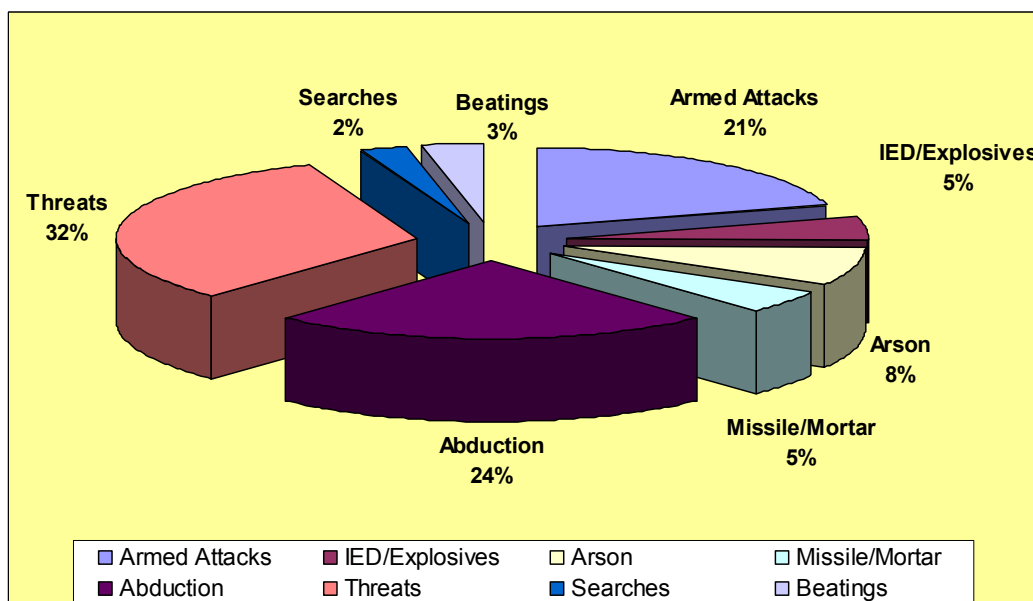 Searches
2%
Beatings
3%
Armed Attacks
21%
IED/Explosives
5%
Threats
32%
Arson
8%
Missile/Mortar
5%
Abduction
24%
Armed Attacks IED/Explosives Arson Missile/Mortar
Abduction Threats Searches Beatings